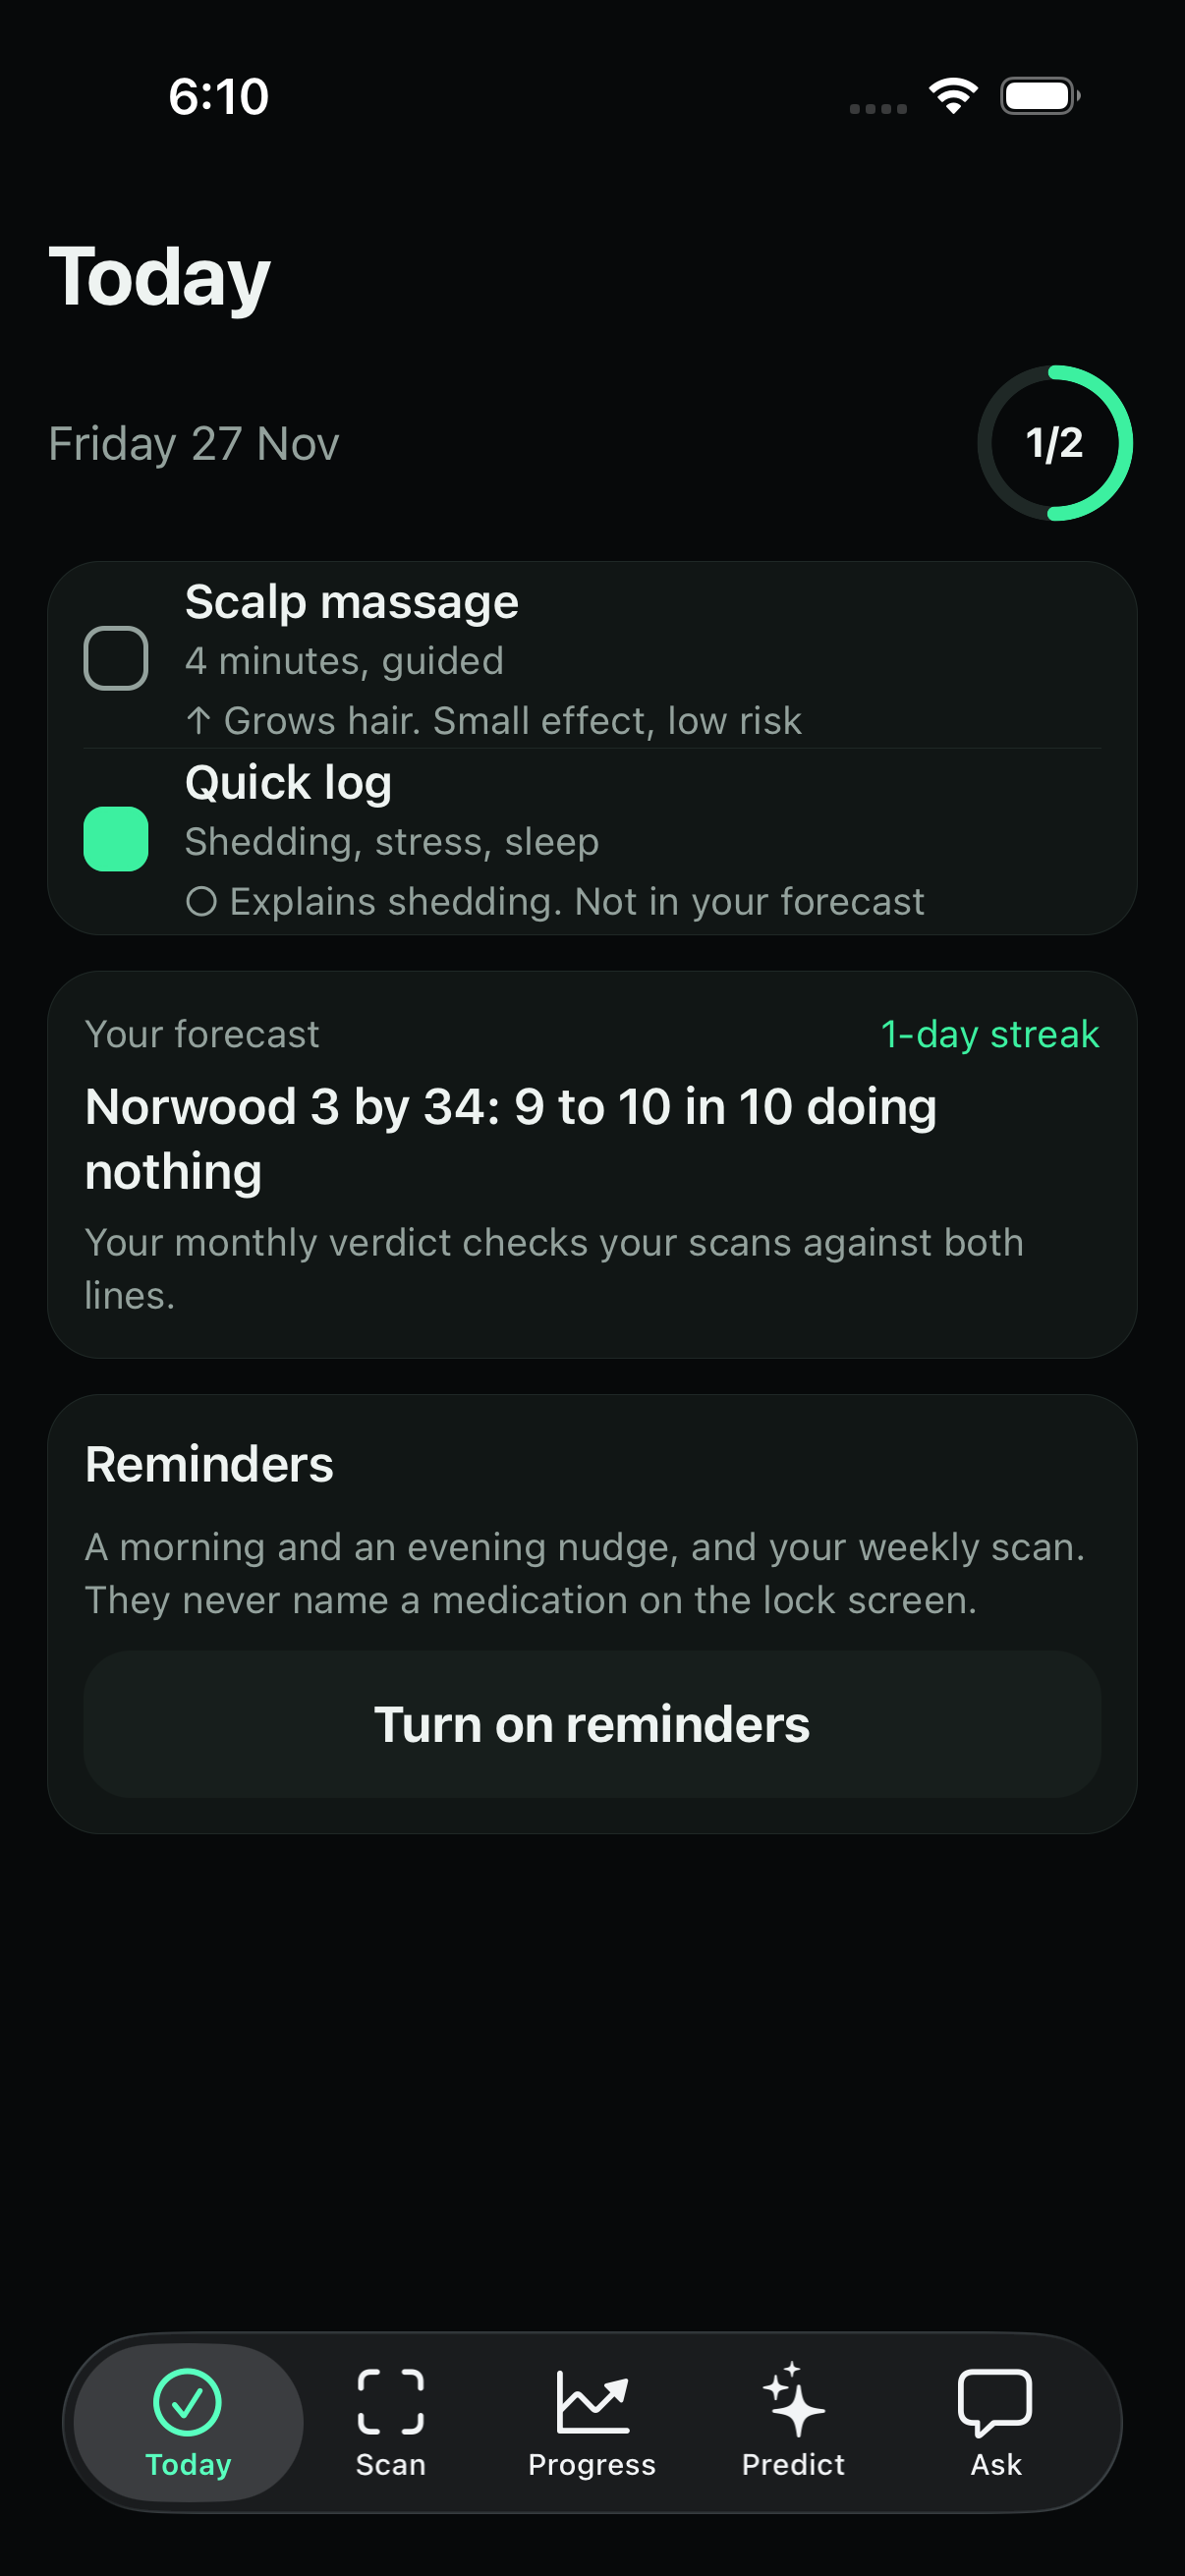 6:10
Today
Friday 27 Nov
1/2
Scalp massage
4 minutes, guided
↑ Grows hair. Small effect, low risk
Quick log
Shedding, stress, sleep
○ Explains shedding. Not in your forecast
Your forecast
1-day streak
Norwood 3 by 34: 9 to 10 in 10 doing
nothing
Your monthly verdict checks your scans against both
lines.
Reminders
A morning and an evening nudge, and your weekly scan.
They never name a medication on the lock screen.
Turn on reminders
Today
Scan
Progress
Predict
Ask